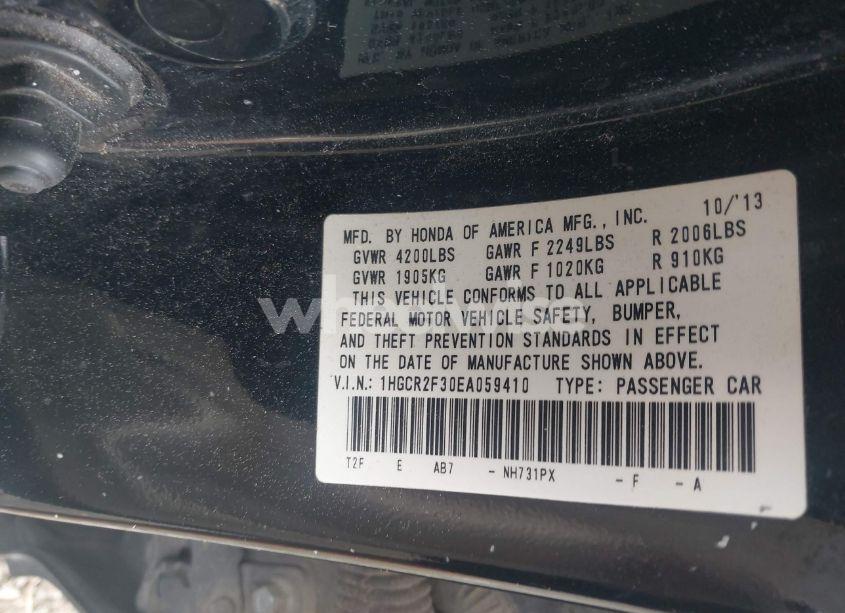 MFD. BY HONDA OF AMERICA MFG., INC. 10/'13
GVWR 4200LBS GAWR F 2249LBS R 2006LBS
GVWR 1905KG GAWR F 1020KG R 910KG
THIS VEHICLE CONFORMS TO ALL APPLICABLE
FEDERAL MOTOR VEHICLE SAFETY, BUMPER,
AND THEFT PREVENTION STANDARDS IN EFFECT
ON THE DATE OF MANUFACTURE SHOWN ABOVE.
V.I.N.: 1HGCR2F30EA059410 TYPE: PASSENGER CAR
T2F E AB7 - NH731PX - F - A